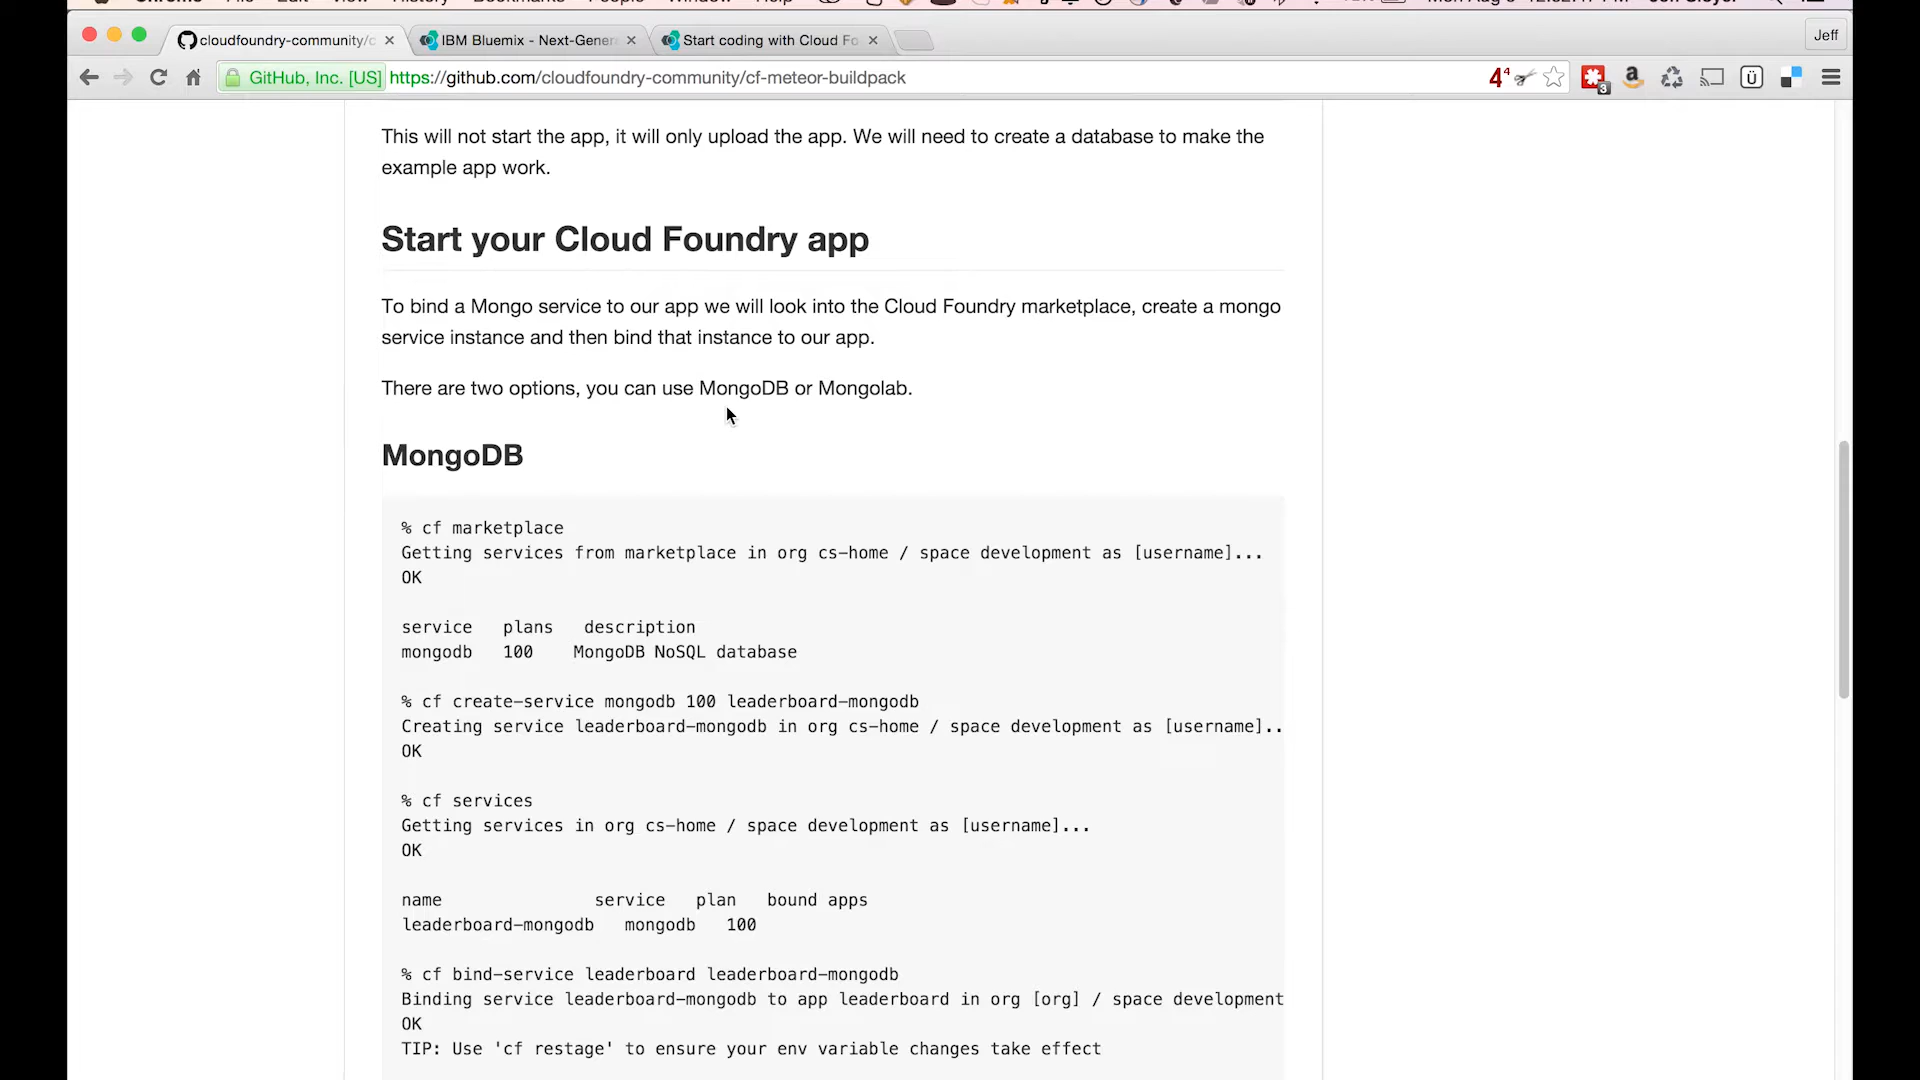 cloudfoundry-community/c
IBM Bluemix - Next-Gener
Start coding with Cloud Fo
Jeff
GitHub, Inc. [US] https://github.com/cloudfoundry-community/cf-meteor-buildpack
This will not start the app, it will only upload the app. We will need to create a database to make the
example app work.
Start your Cloud Foundry app
To bind a Mongo service to our app we will look into the Cloud Foundry marketplace, create a mongo
service instance and then bind that instance to our app.
There are two options, you can use MongoDB or Mongolab.
MongoDB
% cf marketplace
Getting services from marketplace in org cs-home / space development as [username]...
OK
service plans description
mongodb 100 MongoDB NoSQL database
% cf create-service mongodb 100 leaderboard-mongodb
Creating service leaderboard-mongodb in org cs-home / space development as [username]..
OK
% cf services
Getting services in org cs-home / space development as [username]...
OK
name service plan bound apps
leaderboard-mongodb mongodb 100
% cf bind-service leaderboard leaderboard-mongodb
Binding service leaderboard-mongodb to app leaderboard in org [org] / space development
OK
TIP: Use 'cf restage' to ensure your env variable changes take effect